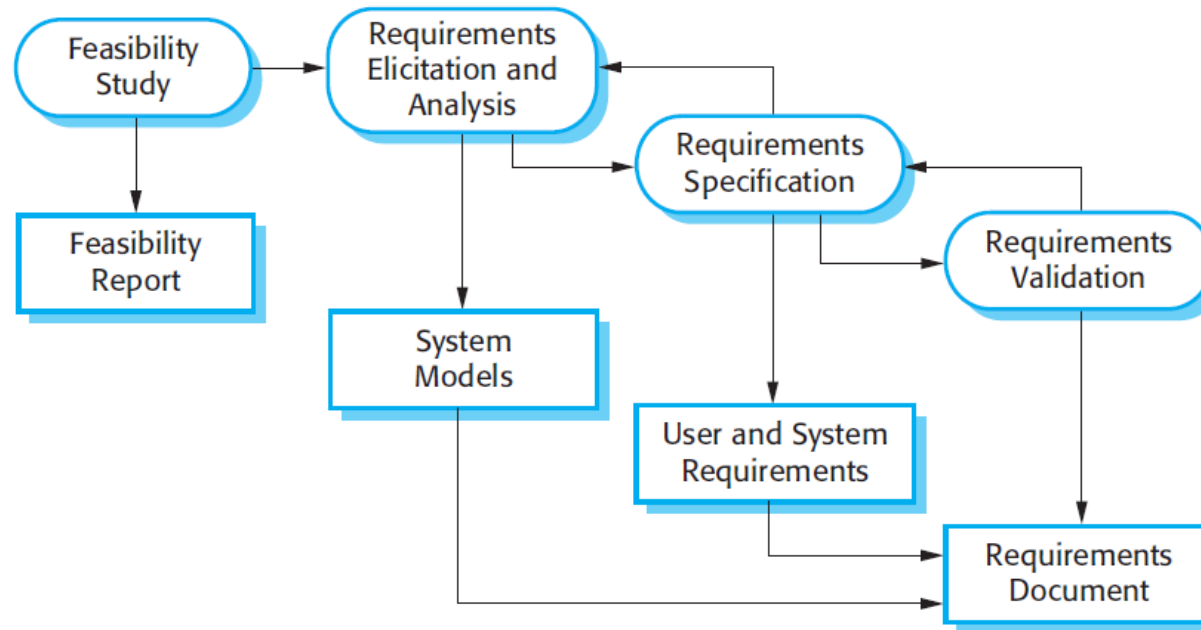 Feasibility
Study
Requirements
Elicitation and
Analysis
Requirements
Specification
Requirements
Validation
Feasibility
Report
System
Models
User and System
Requirements
Requirements
Document